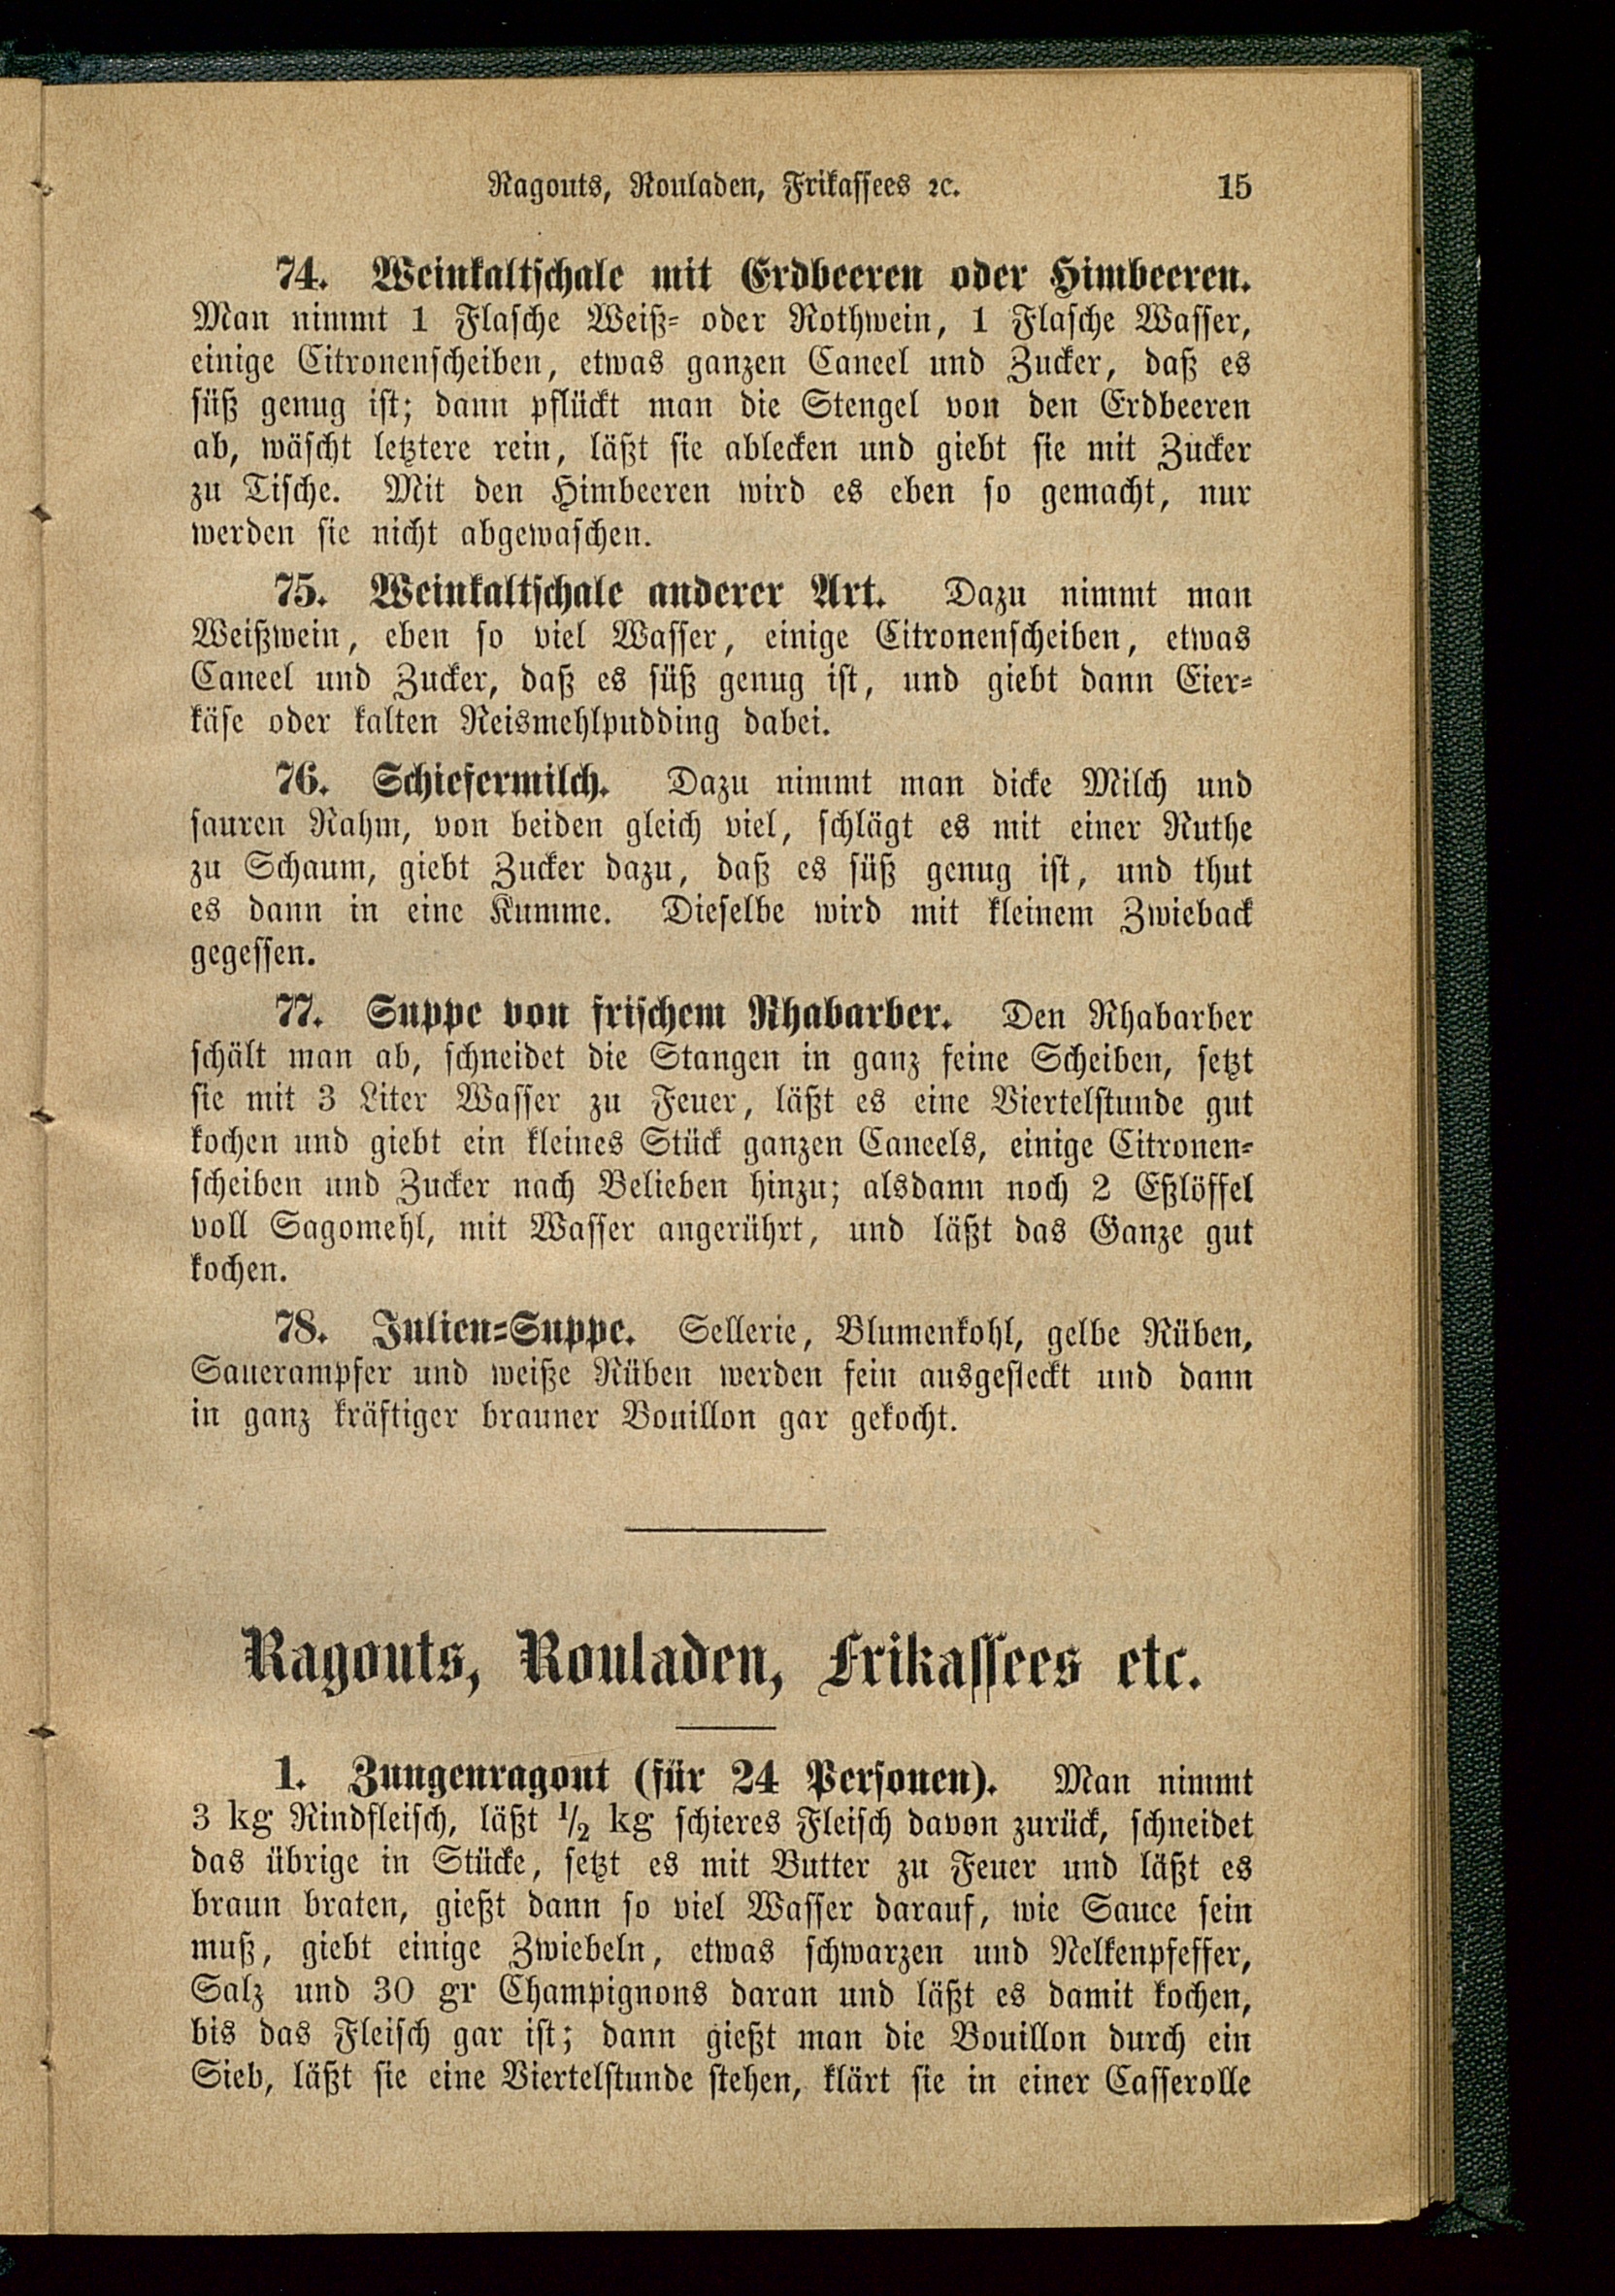 Ragouts, Rouladen, Frikassees ꝛc. 15
74. Weinkaltschale mit Erdbeeren oder Himbeeren.
Man nimmt 1 Flasche Weiß- oder Rothwein, 1 Flasche Wasser,
einige Citronenscheiben, etwas ganzen Caneel und Zucker, daß es
süß genug ist; dann pflückt man die Stengel von den Erdbeeren
ab, wäscht letztere rein, läßt sie ablecken und giebt sie mit Zucker
zu Tische. Mit den Himbeeren wird es eben so gemacht, nur
werden sie nicht abgewaschen.
75. Weinkaltschale anderer Art. Dazu nimmt man
Weißwein, eben so viel Wasser, einige Citronenscheiben, etwas
Caneel und Zucker, daß es süß genug ist, und giebt dann Eier-
käse oder kalten Reismehlpudding dabei.
76. Schiefermilch. Dazu nimmt man dicke Milch und
sauren Rahm, von beiden gleich viel, schlägt es mit einer Ruthe
zu Schaum, giebt Zucker dazu, daß es süß genug ist, und thut
es dann in eine Kumme. Dieselbe wird mit kleinem Zwieback
gegessen.
77. Suppe von frischem Rhabarber. Den Rhabarber
schält man ab, schneidet die Stangen in ganz feine Scheiben, setzt
sie mit 3 Liter Wasser zu Feuer, läßt es eine Viertelstunde gut
kochen und giebt ein kleines Stück ganzen Caneels, einige Citronen-
scheiben und Zucker nach Belieben hinzu; alsdann noch 2 Eßlöffel
voll Sagomehl, mit Wasser angerührt, und läßt das Ganze gut
kochen.
78. Julien-Suppe. Sellerie, Blumenkohl, gelbe Rüben,
Sauerampfer und weiße Rüben werden fein ausgesteckt und dann
in ganz kräftiger brauner Bouillon gar gekocht.
Ragouts, Rouladen, Frikassees etc.
1. Zungenragout (für 24 Personen). Man nimmt
3 kg Rindfleisch, läßt 1/2 kg schieres Fleisch davon zurück, schneidet
das übrige in Stücke, setzt es mit Butter zu Feuer und läßt es
braun braten, gießt dann so viel Wasser darauf, wie Sauce sein
muß, giebt einige Zwiebeln, etwas schwarzen und Nelkenpfeffer,
Salz und 30 gr Champignons daran und läßt es damit kochen,
bis das Fleisch gar ist; dann gießt man die Bouillon durch ein
Sieb, läßt sie eine Viertelstunde stehen, klärt sie in einer Casserolle